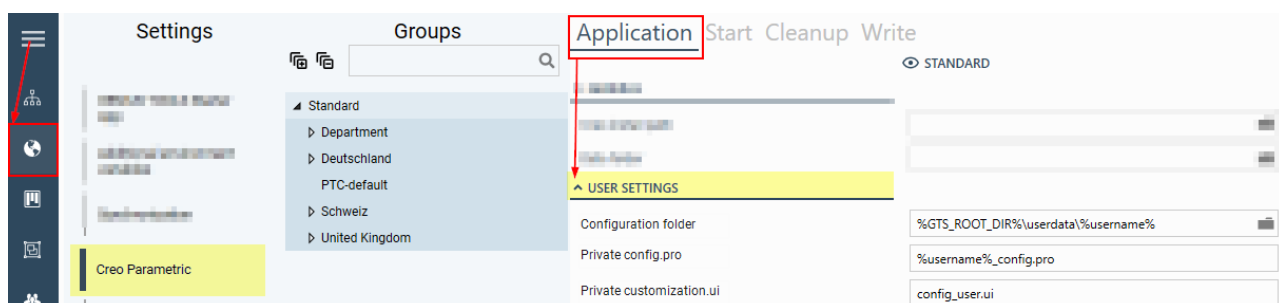 Settings
Creo Parametric
Groups
Standard
Department
Deutschland
PTC-default
Schweiz
United Kingdom
Application Start Cleanup Write
STANDARD
USER SETTINGS
Configuration folder
%GTS_ROOT_DIR%\userdata\%username%
Private config.pro
%username%_config.pro
Private customization.ui
config_user.ui